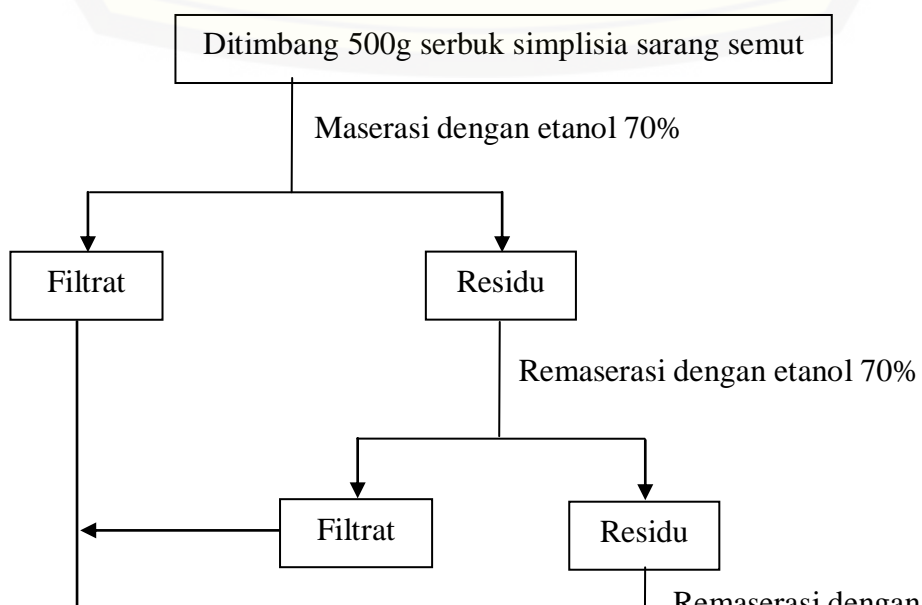 Ditimbang 500g serbuk simplisia sarang semut
Maserasi dengan etanol 70%
Filtrat
Residu
Remaserasi dengan etanol 70%
Filtrat
Residu
Remaserasi dengan